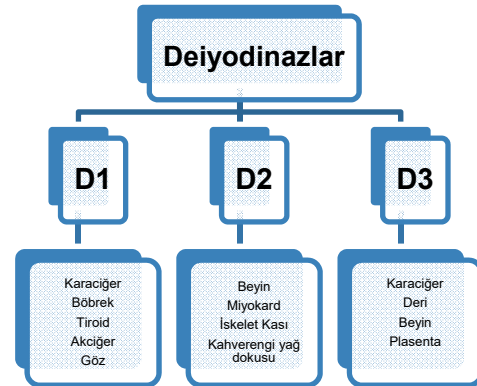 Deiyodinazlar
D1
D2
D3
Karaciğer
Böbrek
Tiroid
Akciğer
Göz
Beyin
Miyokard
İskelet Kası
Kahverengi yağ
dokusu
Karaciğer
Deri
Beyin
Plasenta